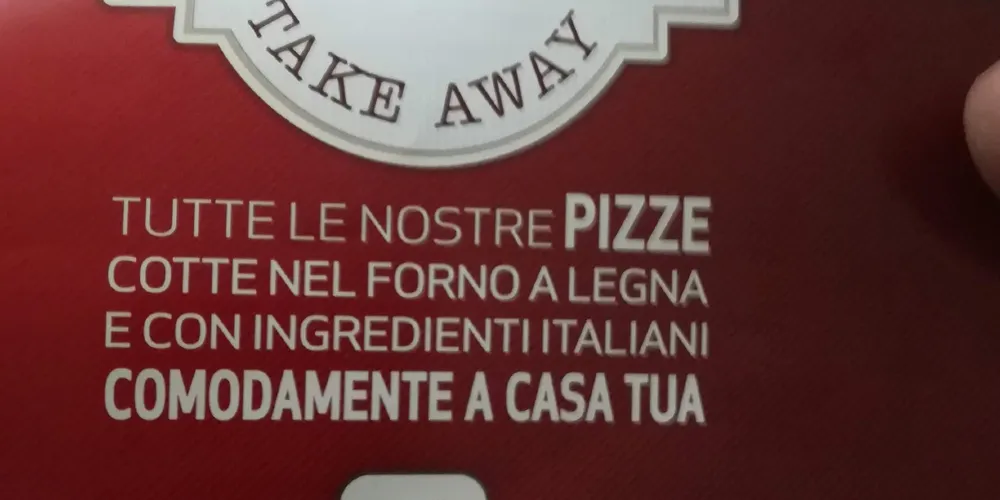 TAKE AWAY
TUTTE LE NOSTRE PIZZE
COTTE NEL FORNO A LEGNA
E CON INGREDIENTI ITALIANI
COMODAMENTE A CASA TUA